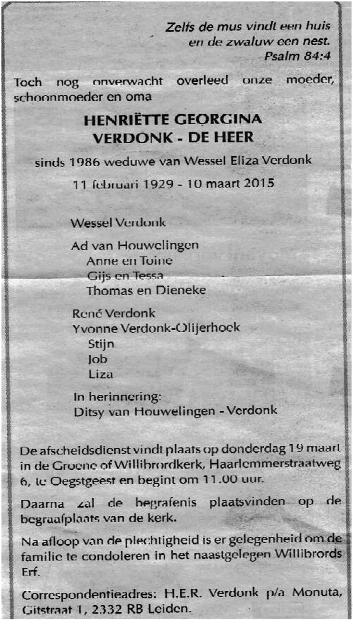 Zelfs de mus vindt een huis
en de zwaluw een nest.
Psalm 84:4
Toch nog onverwacht overleed onze moeder,
schoonmoeder en oma
HENRIËTTE GEORGINA
VERDONK - DE HEER
sinds 1986 weduwe van Wessel Eliza Verdonk
11 februari 1929 - 10 maart 2015
Wessel Verdonk
Ad van Houwelingen
Anne en Toine
Gijs en Tessa
Thomas en Dieneke
René Verdonk
Yvonne Verdonk-Olijerhoek
Stijn
Job
Liza
In herinnering:
Ditsy van Houwelingen - Verdonk
De afscheidsdienst vindt plaats op donderdag 19 maart
in de Groene of Willibrordkerk, Haarlemmerstraatweg
6, te Oegstgeest en begint om 11.00 uur.
Daarna zal de begrafenis plaatsvinden op de
begraafplaats van de kerk.
Na afloop van de plechtigheid is er gelegenheid om de
familie te condoleren in het naastgelegen Willibrords
Erf.
Correspondentieadres: H.E.R. Verdonk p/a Monuta,
Gitstraat 1, 2332 RB Leiden.